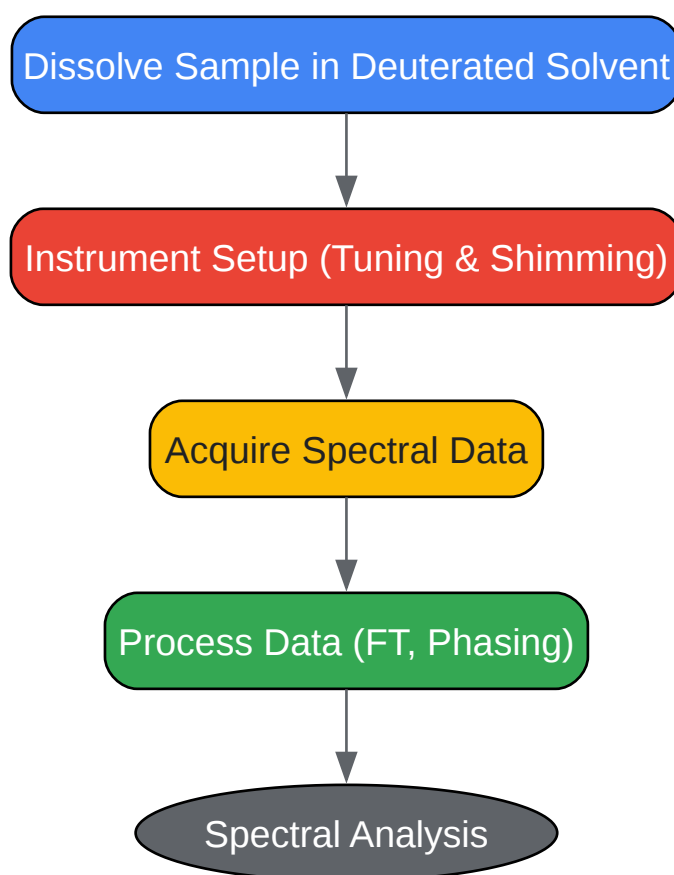 Dissolve Sample in Deuterated Solvent
Instrument Setup (Tuning & Shimming)
Acquire Spectral Data
Process Data (FT, Phasing)
Spectral Analysis